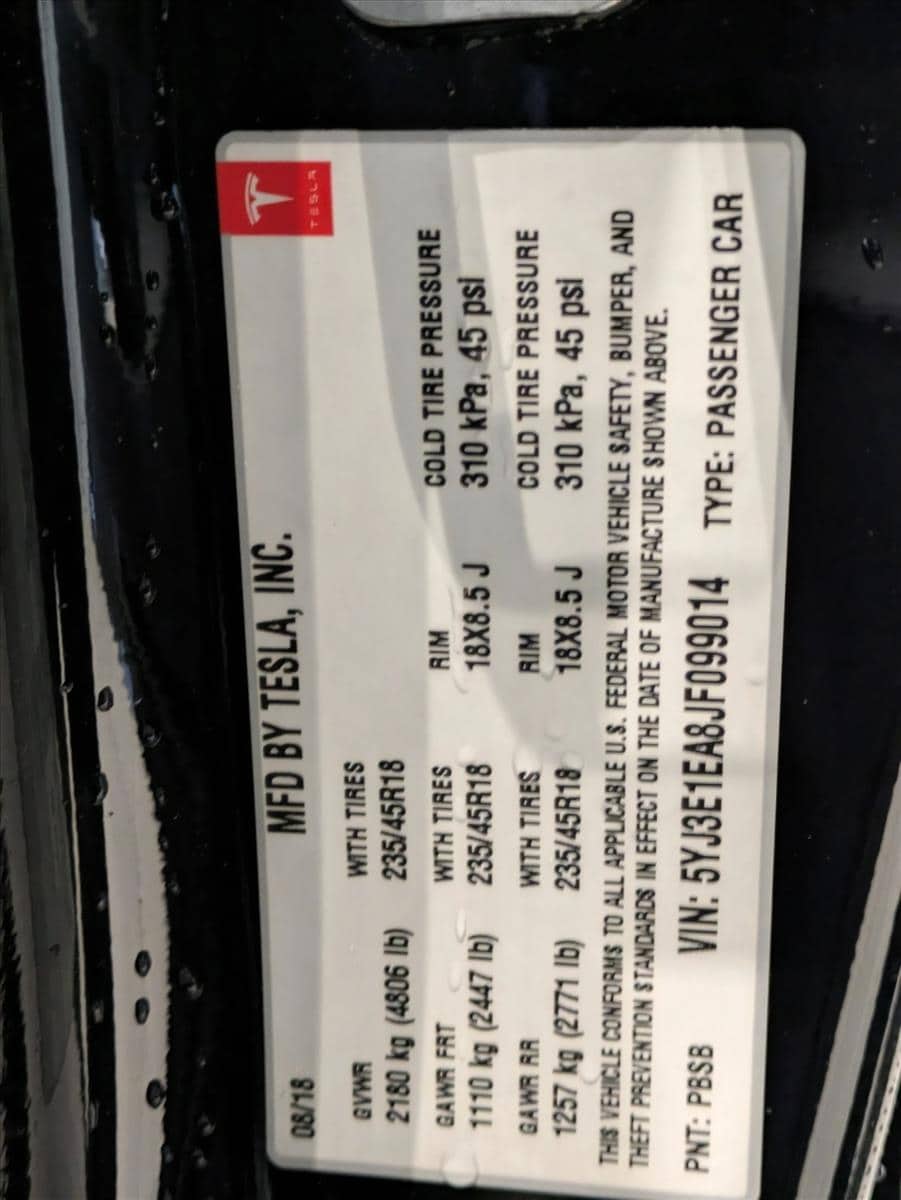 TESLA
08/18 MFD BY TESLA, INC.
GVWR WITH TIRES
2180 kg (4806 lb) 235/45R18
GAWR FRT WITH TIRES RIM COLD TIRE PRESSURE
1110 kg (2447 lb) 235/45R18 18X8.5 J 310 kPa, 45 psi
GAWR RR WITH TIRES RIM COLD TIRE PRESSURE
1257 kg (2771 lb) 235/45R18 18X8.5 J 310 kPa, 45 psi
THIS VEHICLE CONFORMS TO ALL APPLICABLE U.S. FEDERAL MOTOR VEHICLE SAFETY, BUMPER, AND
THEFT PREVENTION STANDARDS IN EFFECT ON THE DATE OF MANUFACTURE SHOWN ABOVE.
PNT: PBSB VIN: 5YJ3E1EA8JF099014 TYPE: PASSENGER CAR